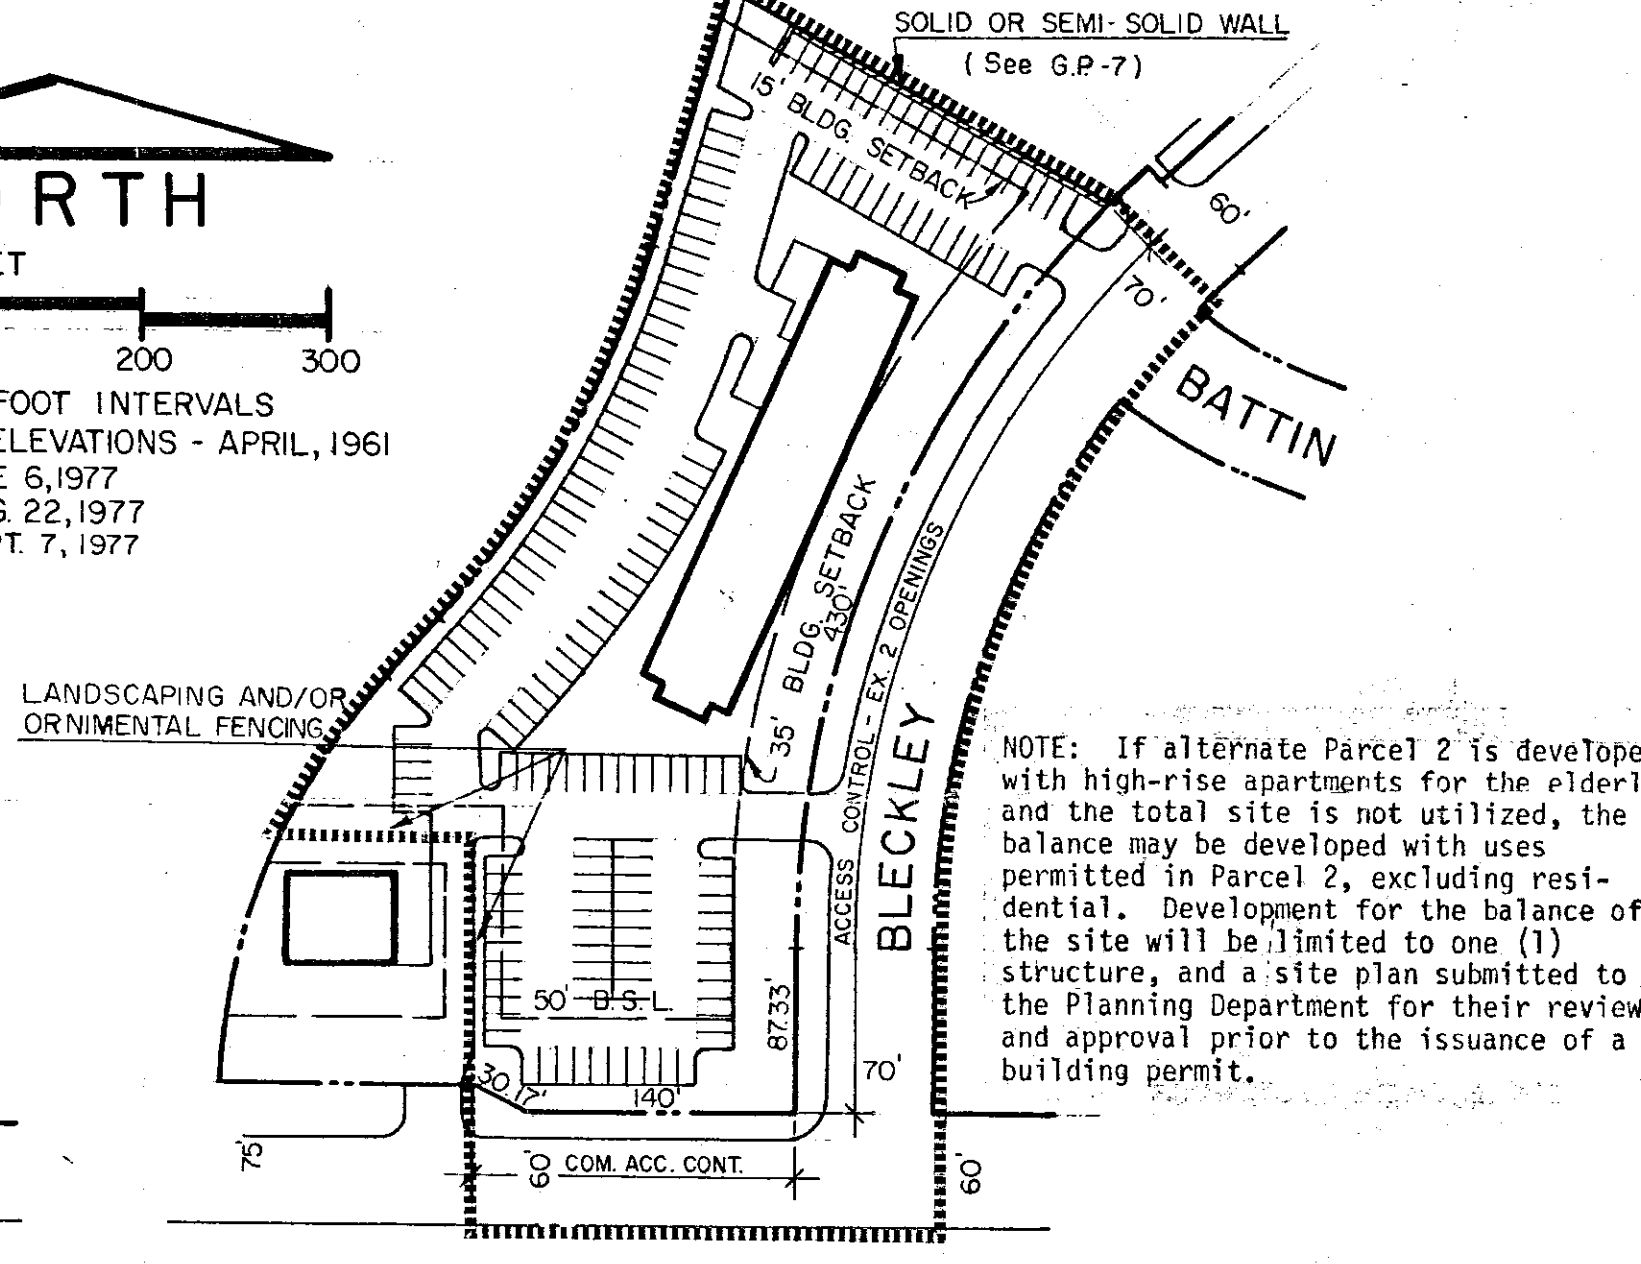 SOLID OR SEMI-SOLID WALL
(See G.P.-7)
15' BLDG. SETBACK
60'
70'
ORTH
ET
200 300
FOOT INTERVALS
ELEVATIONS - APRIL, 1961
E 6, 1977
G. 22, 1977
PT. 7, 1977
BATTIN
35' BLDG. SETBACK
430'
ACCESS CONTROL - EX. 2 OPENINGS
BLECKLEY
LANDSCAPING AND/OR
ORNIMENTAL FENCING
NOTE: If alternate Parcel 2 is develope
with high-rise apartments for the elderl
and the total site is not utilized, the
balance may be developed with uses
permitted in Parcel 2, excluding resi-
dential. Development for the balance of
the site will be limited to one (1)
structure, and a site plan submitted to
the Planning Department for their review
and approval prior to the issuance of a
building permit.
50' B.S.L.
87.33'
70'
30.17'
140'
75'
60' COM. ACC. CONT.
60'